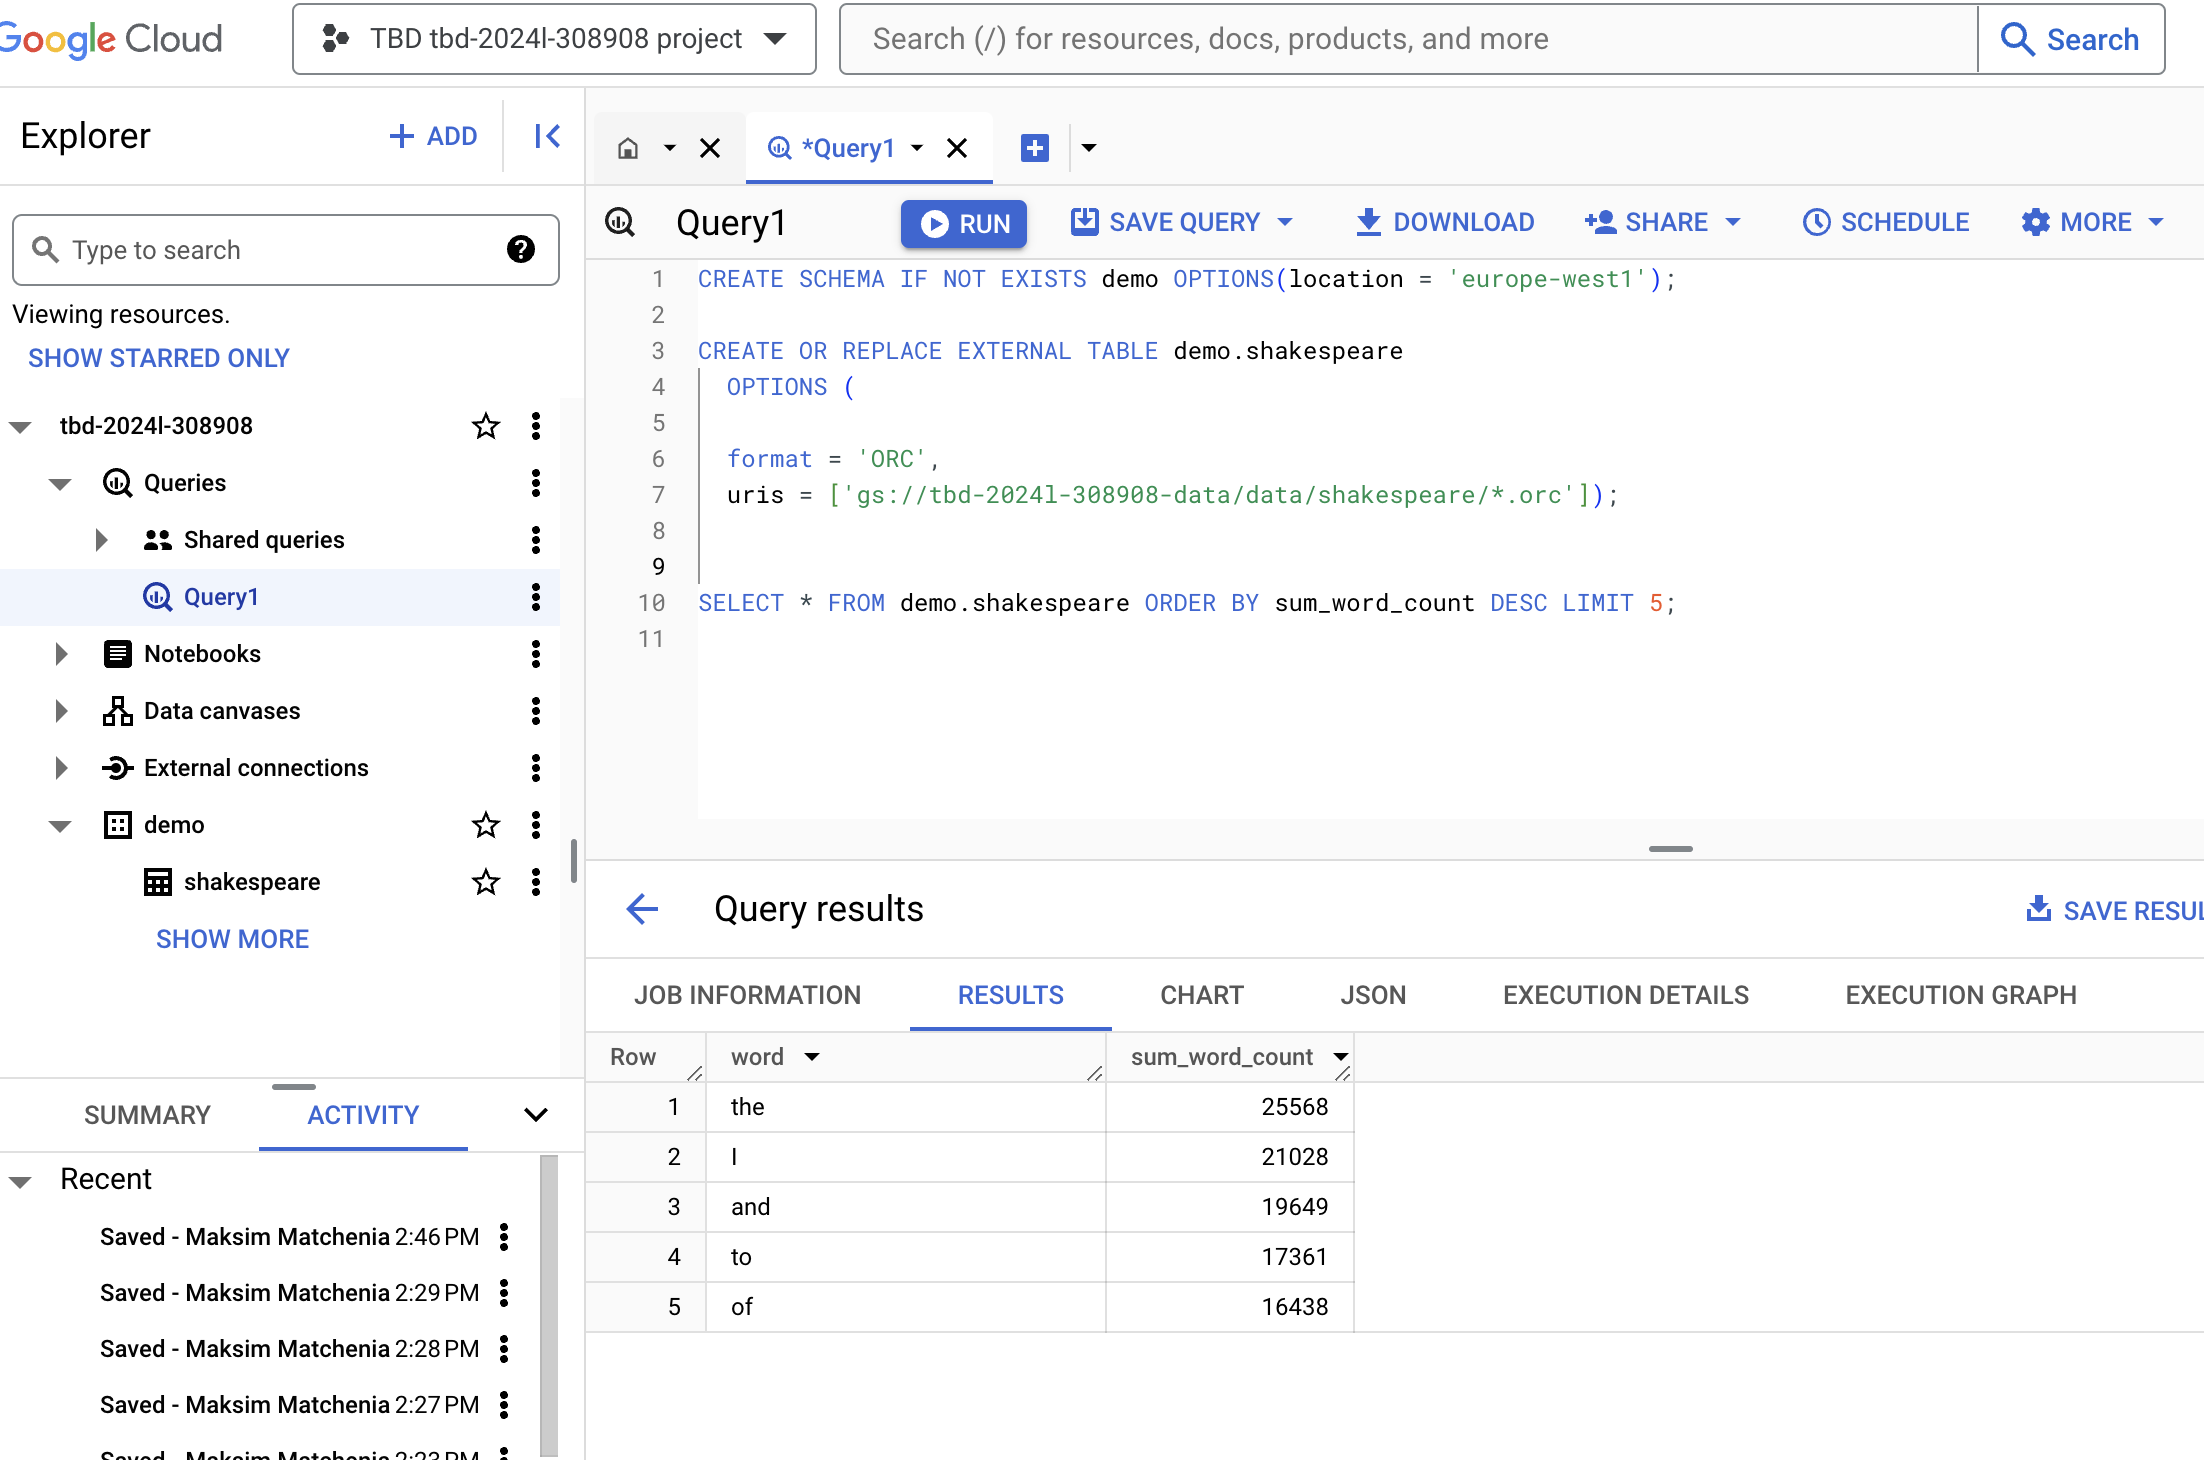 Google Cloud
TBD tbd-2024l-308908 project
Search (/) for resources, docs, products, and more
Search
Explorer
ADD
Type to search
Viewing resources.
SHOW STARRED ONLY
tbd-2024l-308908
Queries
Shared queries
Query1
Notebooks
Data canvases
External connections
demo
shakespeare
SHOW MORE
SUMMARY ACTIVITY
Recent
Saved - Maksim Matchenia 2:46 PM
Saved - Maksim Matchenia 2:29 PM
Saved - Maksim Matchenia 2:28 PM
Saved - Maksim Matchenia 2:27 PM
Saved - Maksim Matchenia 2:23 PM
*Query1
Query1 RUN SAVE QUERY DOWNLOAD SHARE SCHEDULE MORE
1 CREATE SCHEMA IF NOT EXISTS demo OPTIONS(location = 'europe-west1');
2
3 CREATE OR REPLACE EXTERNAL TABLE demo.shakespeare
4 OPTIONS (
5
6 format = 'ORC',
7 uris = ['gs://tbd-2024l-308908-data/data/shakespeare/*.orc']);
8
9
10 SELECT * FROM demo.shakespeare ORDER BY sum_word_count DESC LIMIT 5;
11
Query results
SAVE RESUL
JOB INFORMATION RESULTS CHART JSON EXECUTION DETAILS EXECUTION GRAPH
Row word sum_word_count
1 the 25568
2 I 21028
3 and 19649
4 to 17361
5 of 16438